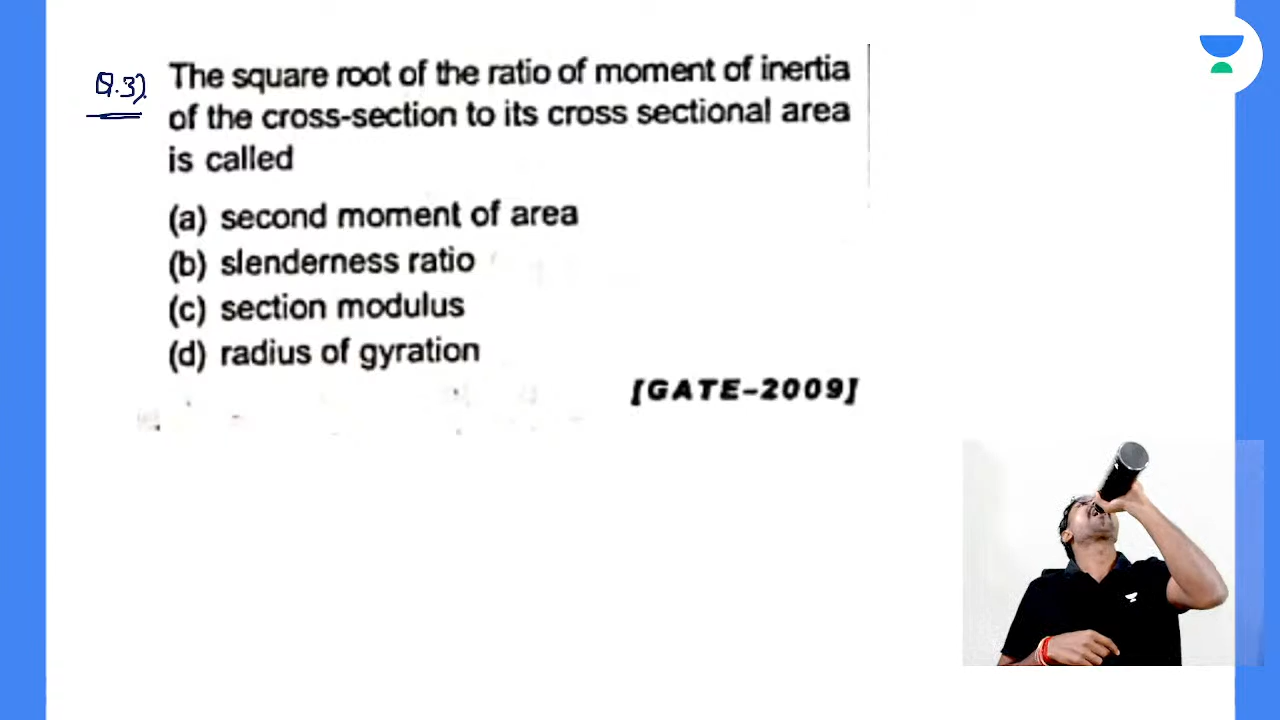 Q.3).
The square root of the ratio of moment of inertia
of the cross-section to its cross sectional area
is called
(a) second moment of area
(b) slenderness ratio
(c) section modulus
(d) radius of gyration
[GATE–2009]